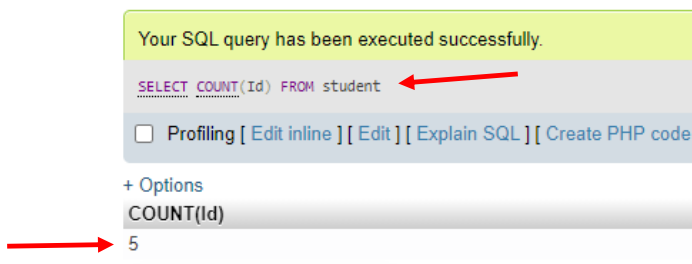 Your SQL query has been executed successfully.
SELECT COUNT(Id) FROM student
Profiling [ Edit inline ] [ Edit ] [ Explain SQL ] [ Create PHP code
+ Options
COUNT(Id)
5